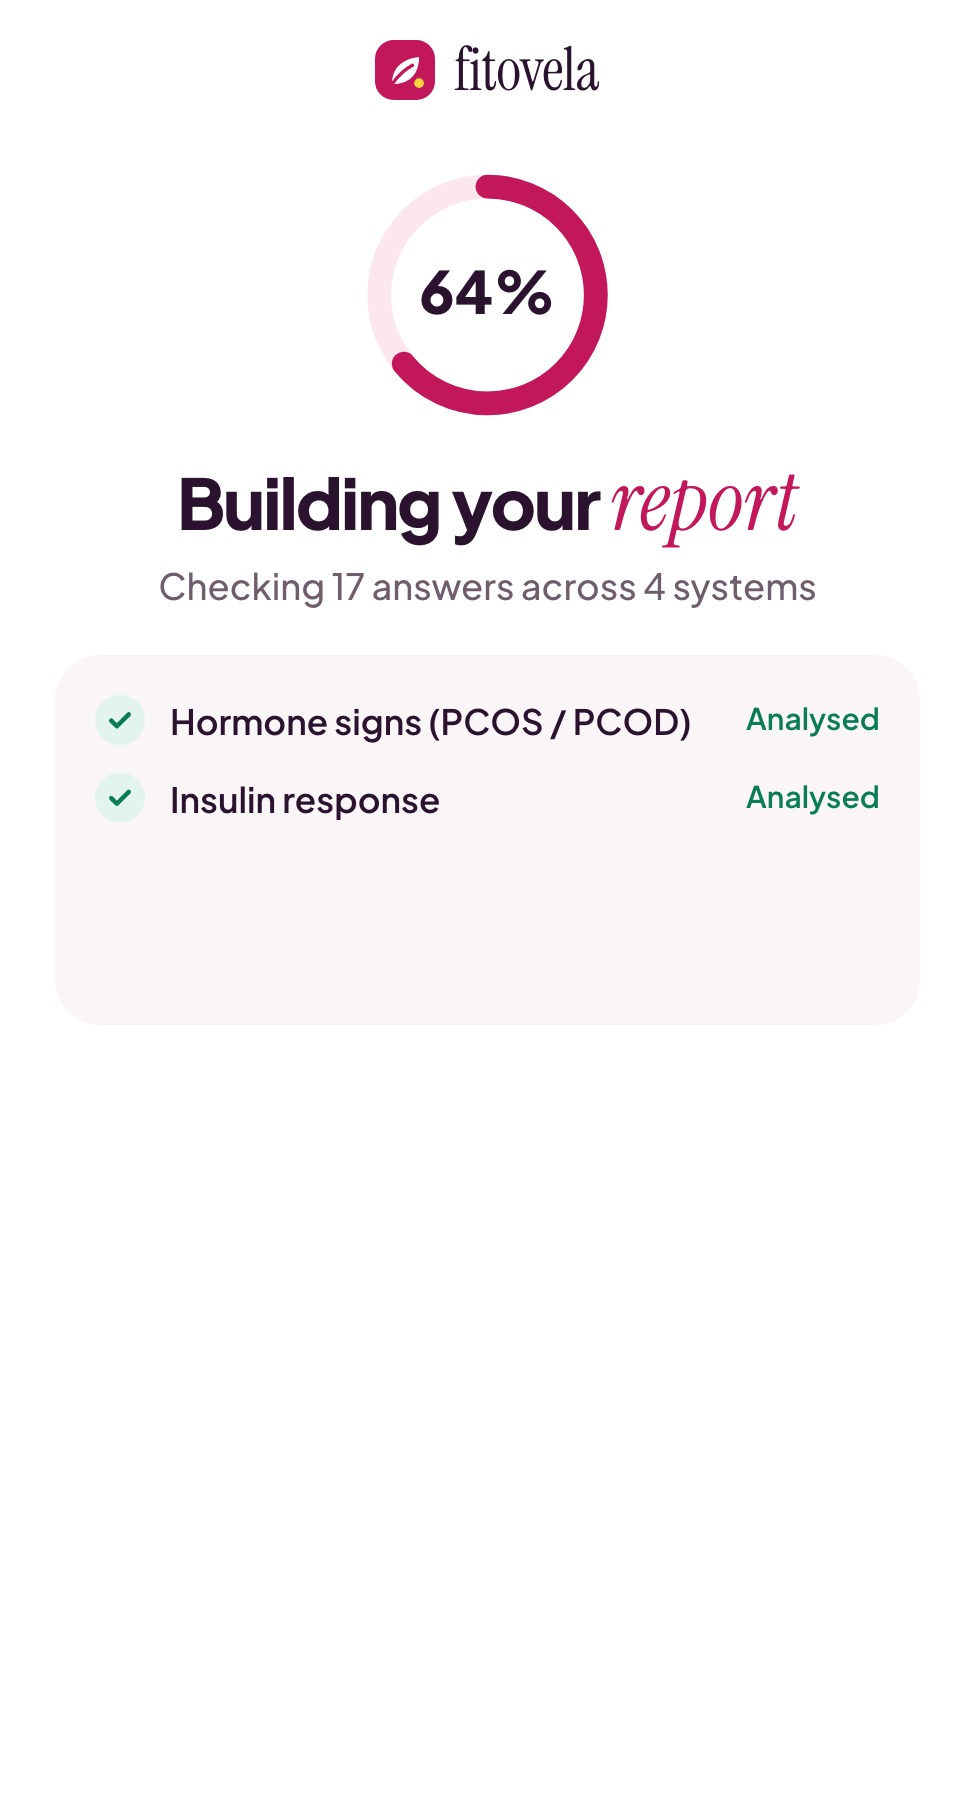 fitovela
64%
Building your report
Checking 17 answers across 4 systems
Hormone signs (PCOS / PCOD) Analysed
Insulin response Analysed